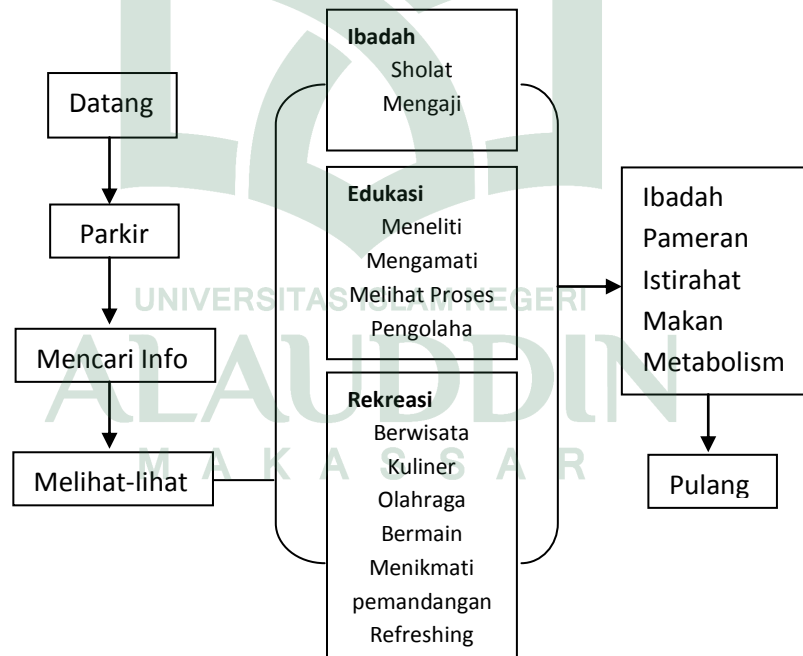 Datang
Parkir
Mencari Info
Melihat-lihat
Ibadah
Sholat
Mengaji
Edukasi
Meneliti
Mengamati
Melihat Proses
Pengolaha
Rekreasi
Berwisata
Kuliner
Olahraga
Bermain
Menikmati
pemandangan
Refreshing
Ibadah
Pameran
Istirahat
Makan
Metabolism
Pulang
UNIVERSITAS ISLAM NEGERI
ALAUDDIN
MAKASSAR